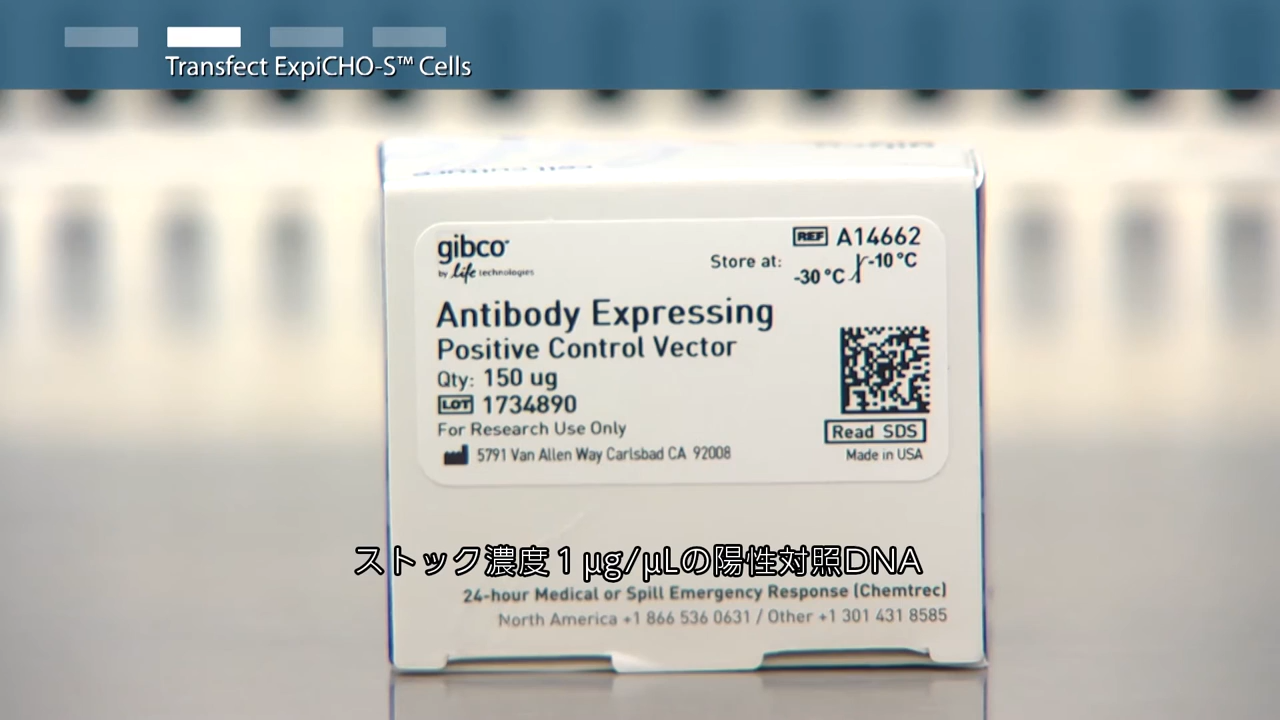 Transfect ExpiCHO-S™ Cells
cell culture
gibco
by life technologies
REF A14662
Store at: -30 °C -10 °C
Antibody Expressing
Positive Control Vector
Qty: 150 ug
LOT 1734890
For Research Use Only
5791 Van Allen Way Carlsbad CA 92008
Read SDS
Made in USA
ストック濃度1 µg/µLの陽性対照DNA
24-hour Medical or Spill Emergency Response (Chemtrec)
North America +1 866 536 0631 / Other +1 301 431 8585